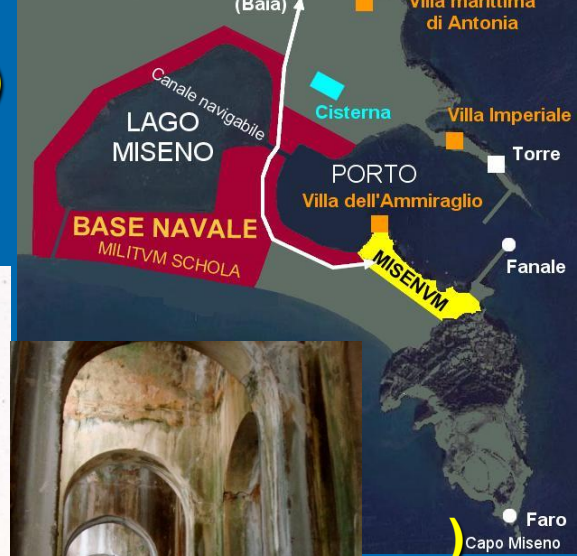 (Baia)
Villa marittima
di Antonia
Canale navigabile
Cisterna
LAGO
MISENO
Villa Imperiale
Torre
PORTO
Villa dell'Ammiraglio
BASE NAVALE
MILITVM SCHOLA
MISENVM
Fanale
Faro
Capo Miseno